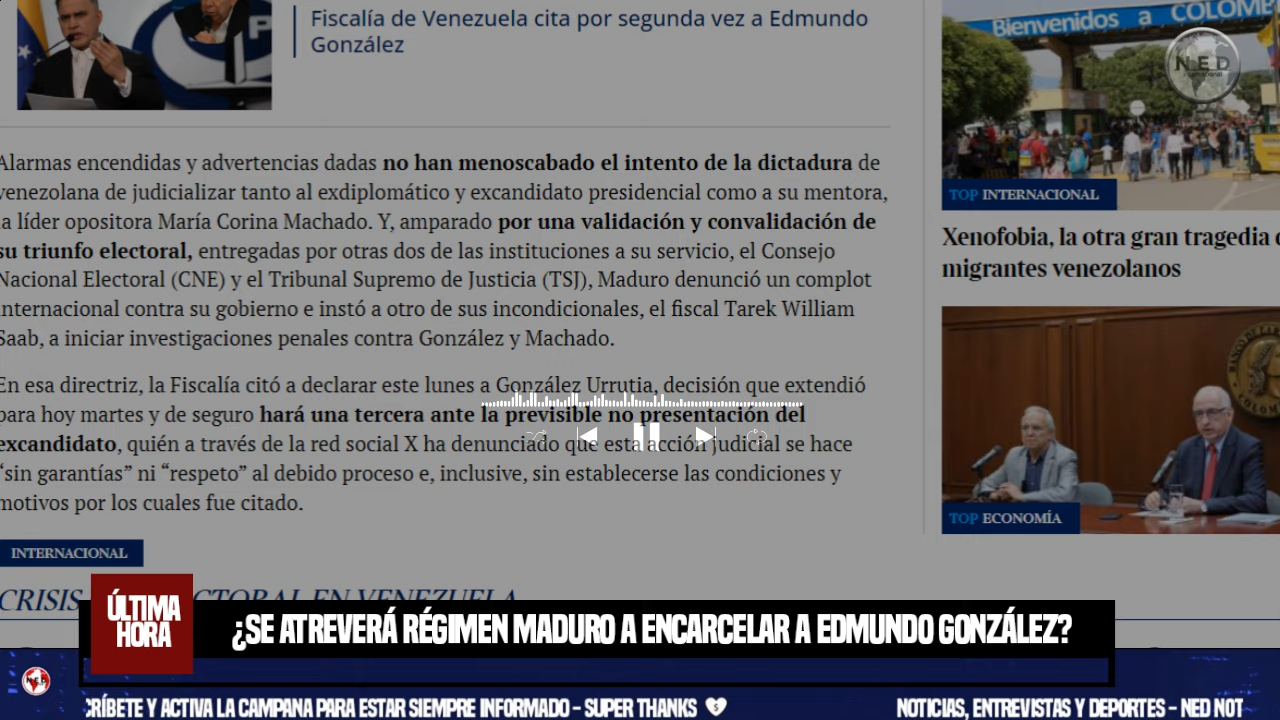 Fiscalía de Venezuela cita por segunda vez a Edmundo
González
Alarmas encendidas y advertencias dadas no han menoscabado el intento de la dictadura de
venezolana de judicializar tanto al exdiplomático y excandidato presidencial como a su mentora,
la líder opositora María Corina Machado. Y, amparado por una validación y convalidación de
su triunfo electoral, entregadas por otras dos de las instituciones a su servicio, el Consejo
Nacional Electoral (CNE) y el Tribunal Supremo de Justicia (TSJ), Maduro denunció un complot
internacional contra su gobierno e instó a otro de sus incondicionales, el fiscal Tarek William
Saab, a iniciar investigaciones penales contra González y Machado.
En esa directriz, la Fiscalía citó a declarar este lunes a González Urrutia, decisión que extendió
para hoy martes y de seguro hará una tercera ante la previsible no presentación del
excandidato, quién a través de la red social X ha denunciado que esta acción judicial se hace
“sin garantías” ni “respeto” al debido proceso e, inclusive, sin establecerse las condiciones y
motivos por los cuales fue citado.
INTERNACIONAL
CRISIS ELECTORAL EN VENEZUELA
Bienvenidos a COLOMB
NED
TOP INTERNACIONAL
Xenofobia, la otra gran tragedia
migrantes venezolanos
TOP ECONOMÍA
ÚLTIMA
HORA
¿SE ATREVERÁ RÉGIMEN MADURO A ENCARCELAR A EDMUNDO GONZÁLEZ?
NED
CRÍBETE Y ACTIVA LA CAMPANA PARA ESTAR SIEMPRE INFORMADO - SUPER THANKS
NOTICIAS, ENTREVISTAS Y DEPORTES - NED NOT